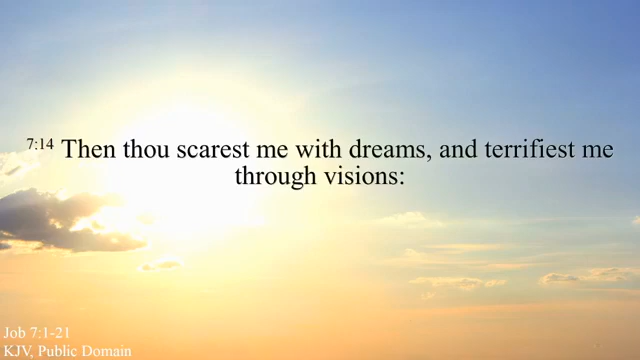 7:14 Then thou scarest me with dreams, and terrifiest me
through visions:
Job 7:1-21
KJV, Public Domain